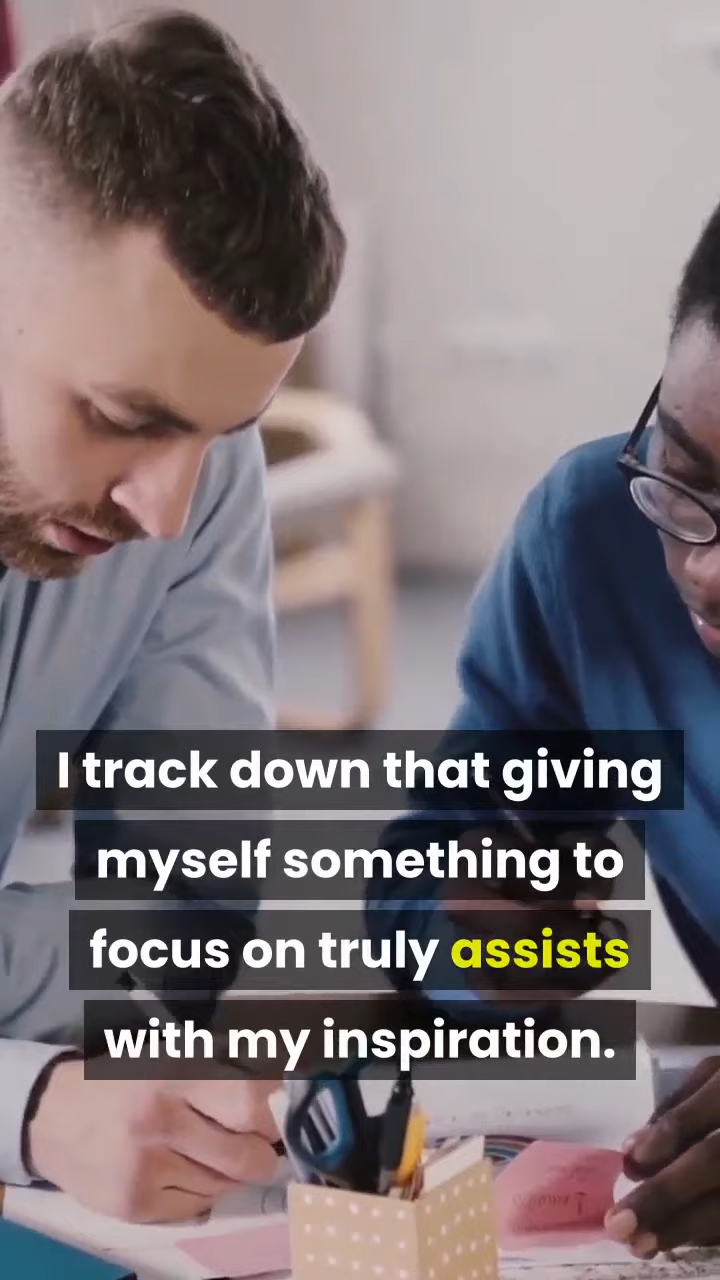 I track down that giving
myself something to
focus on truly assists
with my inspiration.